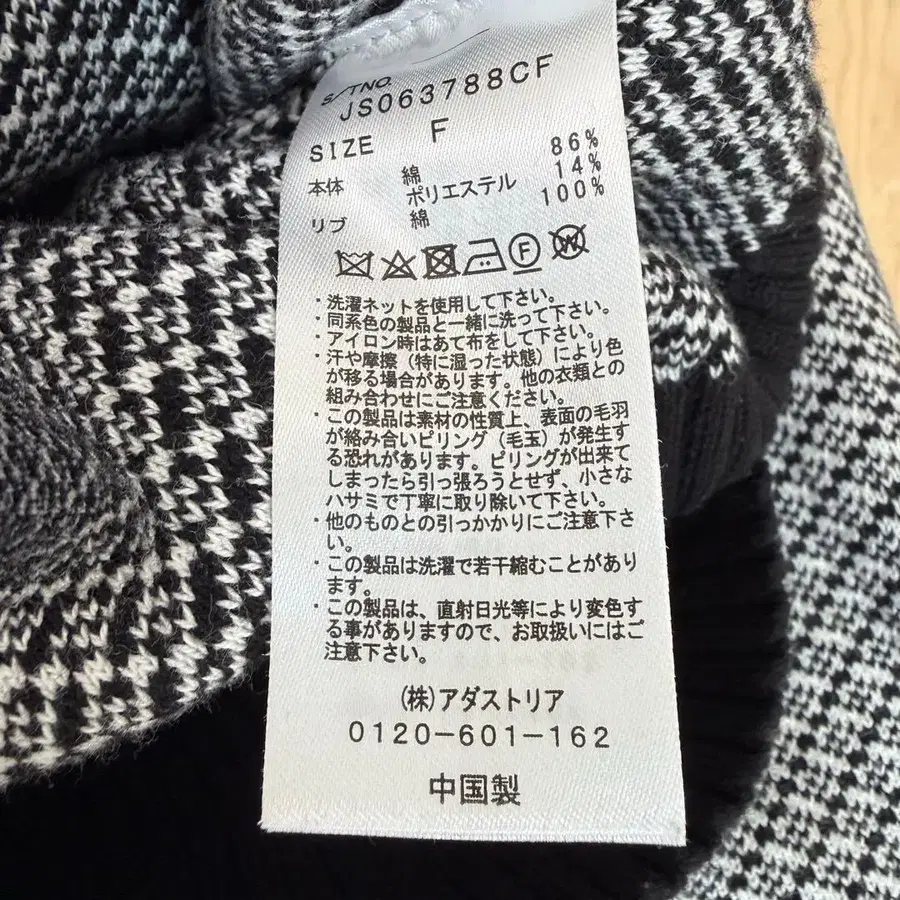 S/TNO.
JS063788CF
SIZE F
本体 綿 86%
ポリエステル 14%
リブ 綿 100%
F W
・洗濯ネットを使用して下さい。
・同系色の製品と一緒に洗って下さい。
・アイロン時はあて布をして下さい。
・汗や摩擦（特に湿った状態）により色
が移る場合があります。他の衣類との
組み合わせにご注意ください。
・この製品は素材の性質上、表面の毛羽
が絡み合いピリング（毛玉）が発生す
る恐れがあります。ピリングが出来て
しまったら引っ張ろうとせず、小さな
ハサミで丁寧に取り除いて下さい。
・他のものとの引っかかりにご注意下さ
い。
・この製品は洗濯で若干縮むことがあり
ます。
・この製品は、直射日光等により変色す
る事がありますので、お取扱いにはご
注意下さい。
(株)アダストリア
0120-601-162
中国製